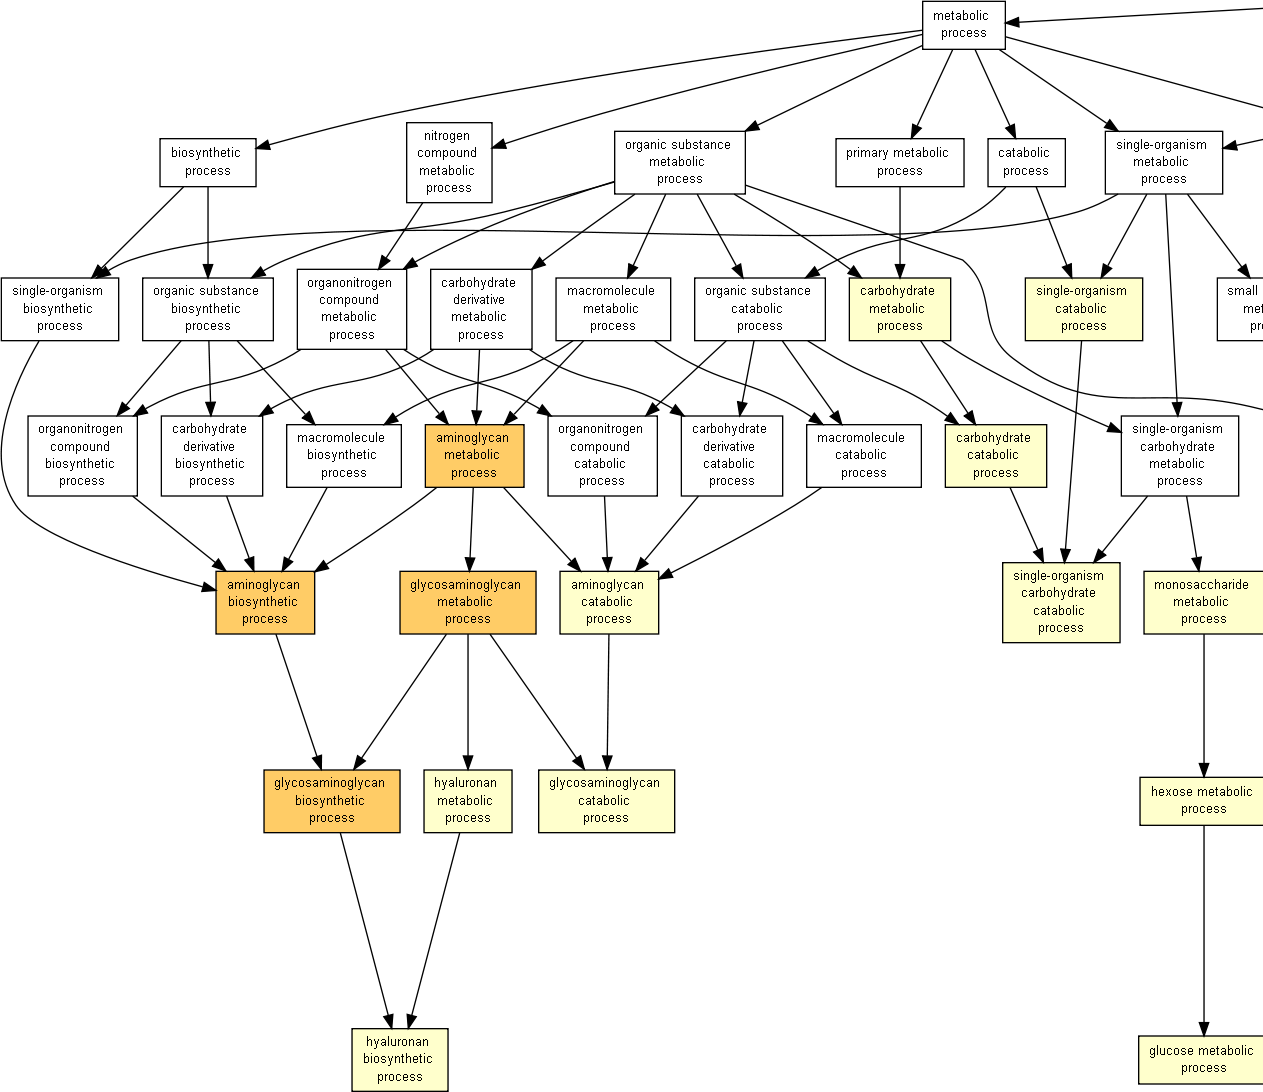 metabolic
process
biosynthetic
process
nitrogen
compound
metabolic
process
organic substance
metabolic
process
primary metabolic
process
catabolic
process
single-organism
metabolic
process
single-organism
biosynthetic
process
organic substance
biosynthetic
process
organonitrogen
compound
metabolic
process
carbohydrate
derivative
metabolic
process
macromolecule
metabolic
process
organic substance
catabolic
process
carbohydrate
metabolic
process
single-organism
catabolic
process
small
met
pr
organonitrogen
compound
biosynthetic
process
carbohydrate
derivative
biosynthetic
process
macromolecule
biosynthetic
process
aminoglycan
metabolic
process
organonitrogen
compound
catabolic
process
carbohydrate
derivative
catabolic
process
macromolecule
catabolic
process
carbohydrate
catabolic
process
single-organism
carbohydrate
metabolic
process
aminoglycan
biosynthetic
process
glycosaminoglycan
metabolic
process
aminoglycan
catabolic
process
single-organism
carbohydrate
catabolic
process
monosaccharide
metabolic
process
glycosaminoglycan
biosynthetic
process
hyaluronan
metabolic
process
glycosaminoglycan
catabolic
process
hexose metabolic
process
hyaluronan
biosynthetic
process
glucose metabolic
process